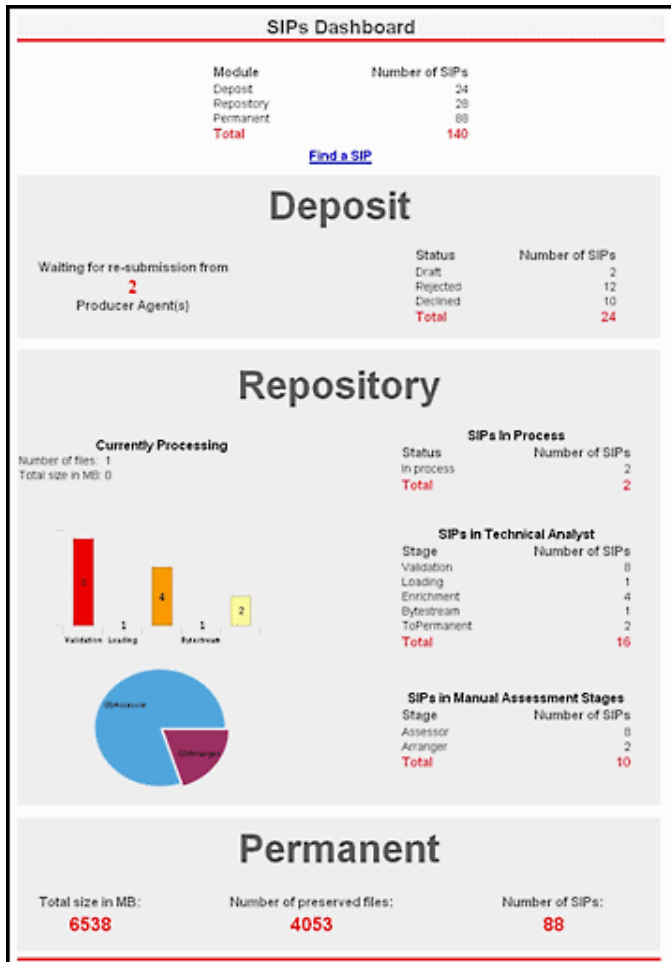 SIPs Dashboard
Module Number of SIPs
Deposit 24
Repository 28
Permanent 88
Total 140
Find a SIP
Deposit
Waiting for re-submission from
2
Producer Agent(s)
Status Number of SIPs
Draft 2
Rejected 12
Declined 10
Total 24
Repository
Currently Processing
Number of files: 1
Total size in MB: 0
SIPs In Process
Status Number of SIPs
In process 2
Total 2
SIPs in Technical Analyst
Stage Number of SIPs
Validation 8
Loading 1
Enrichment 4
Bytestream 1
ToPermanent 2
Total 16
8 1 4 1 2
Validation Loading Bytestream
(8)Assessor
(2)Arranger
SIPs in Manual Assessment Stages
Stage Number of SIPs
Assessor 8
Arranger 2
Total 10
Permanent
Total size in MB: Number of preserved files: Number of SIPs:
6538 4053 88